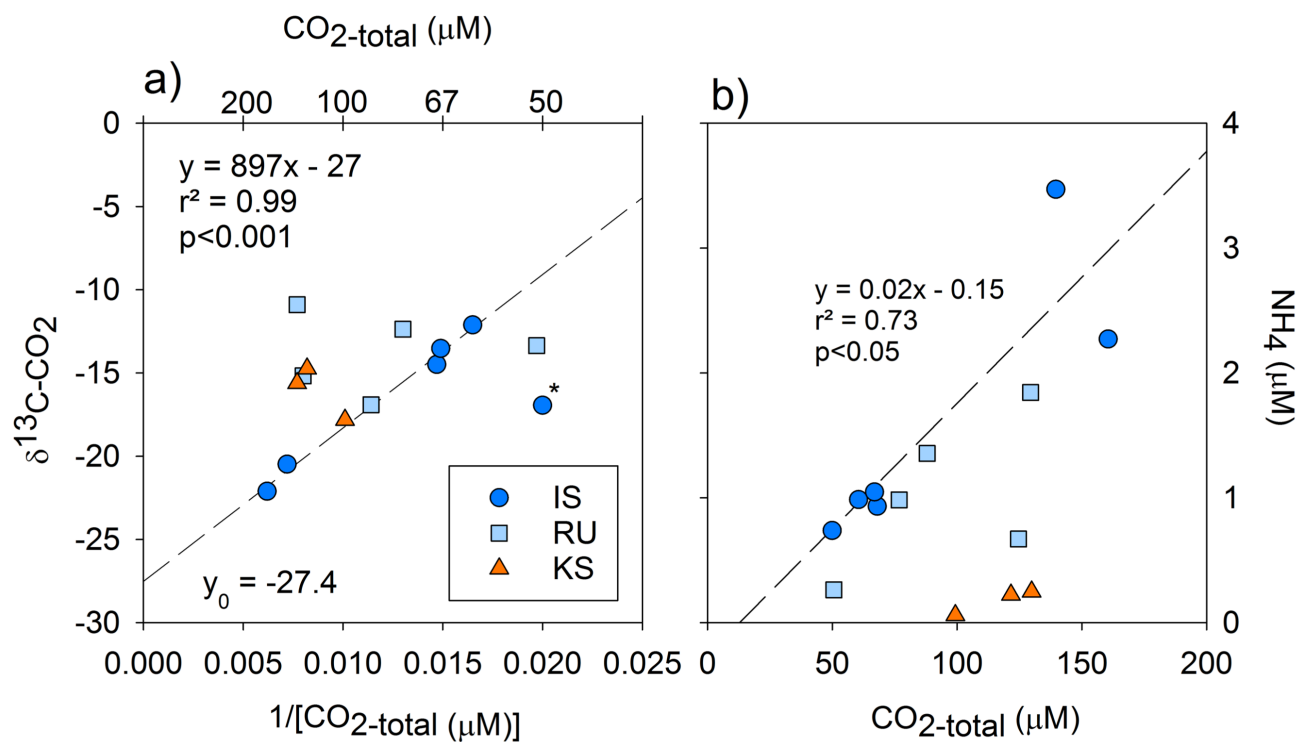 CO2-total (μM)
a)
200 100 67 50
0
-5
-10
-15
-20
-25
-30
δ13C-CO2
y = 897x - 27
r² = 0.99
p<0.001
*
IS
RU
KS
y0 = -27.4
0.000 0.005 0.010 0.015 0.020 0.025
1/[CO2-total (μM)]
b)
y = 0.02x - 0.15
r² = 0.73
p<0.05
4
3
2
1
0
NH4 (μM)
0 50 100 150 200
CO2-total (μM)